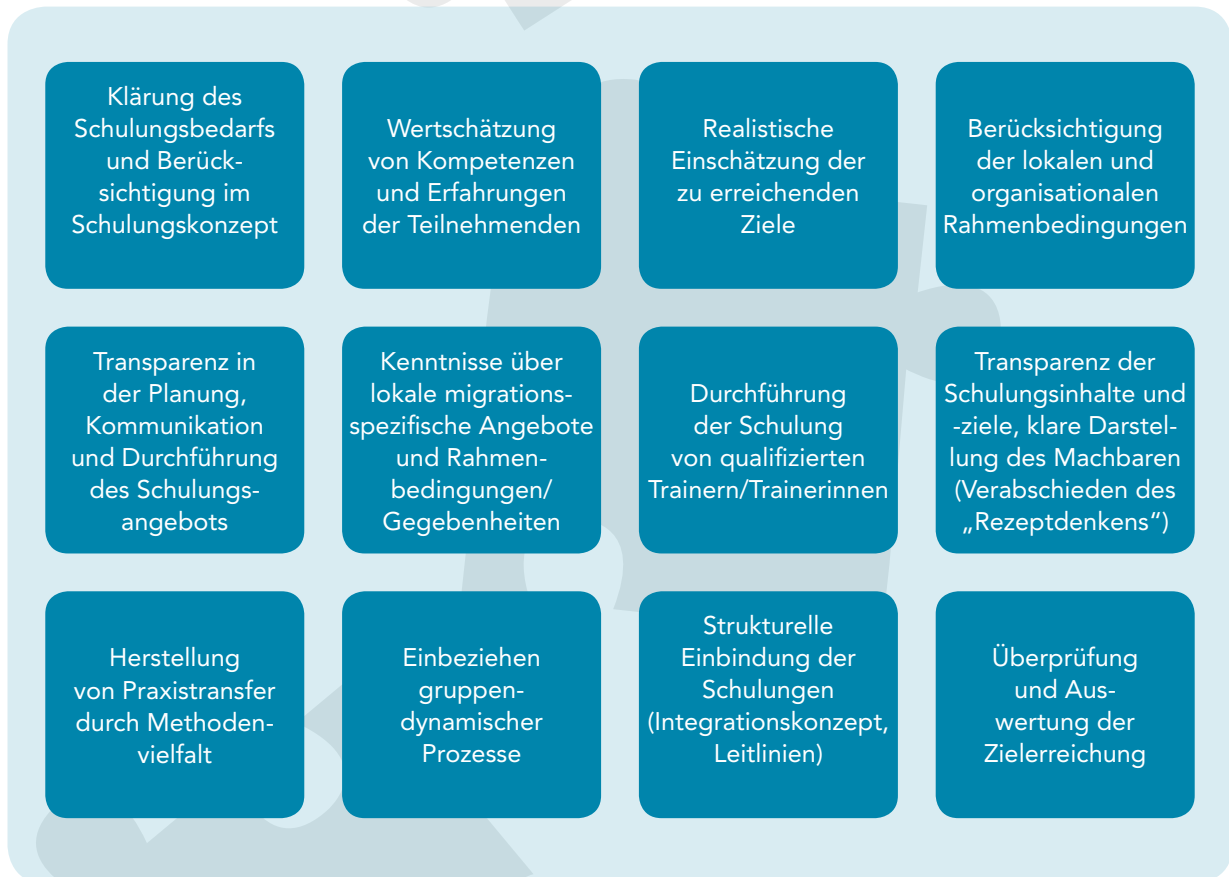 Klärung des
Schulungsbedarfs
und Berück-
sichtigung im
Schulungskonzept
Wertschätzung
von Kompetenzen
und Erfahrungen
der Teilnehmenden
Realistische
Einschätzung der
zu erreichenden
Ziele
Berücksichtigung
der lokalen und
organisationalen
Rahmenbedingungen
Transparenz in
der Planung,
Kommunikation
und Durchführung
des Schulungs-
angebots
Kenntnisse über
lokale migrations-
spezifische Angebote
und Rahmen-
bedingungen/
Gegebenheiten
Durchführung
der Schulung
von qualifizierten
Trainern/Trainerinnen
Transparenz der
Schulungsinhalte und
-ziele, klare Darstel-
lung des Machbaren
(Verabschieden des
„Rezeptdenkens”)
Herstellung
von Praxistransfer
durch Methoden-
vielfalt
Einbeziehen
gruppen-
dynamischer
Prozesse
Strukturelle
Einbindung der
Schulungen
(Integrationskonzept,
Leitlinien)
Überprüfung
und Aus-
wertung der
Zielerreichung